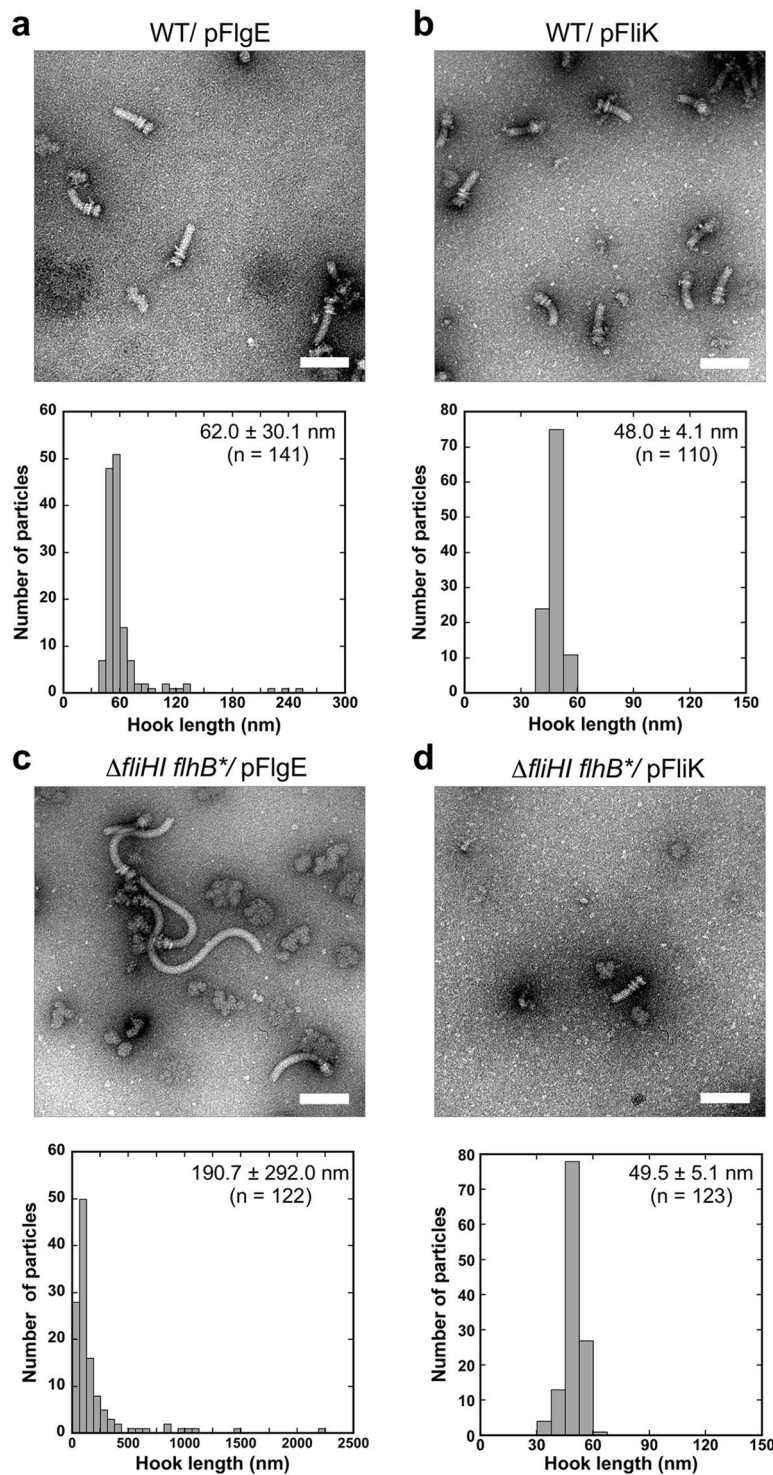 a
WT/ pFlgE
b
WT/ pFliK
60
50
40
30
20
10
0
Number of particles
62.0 ± 30.1 nm
(n = 141)
0 60 120 180 240 300
Hook length (nm)
80
70
60
50
40
30
20
10
0
Number of particles
48.0 ± 4.1 nm
(n = 110)
0 30 60 90 120 150
Hook length (nm)
c
ΔfliHI flhB*/ pFlgE
d
ΔfliHI flhB*/ pFliK
60
50
40
30
20
10
0
Number of particles
190.7 ± 292.0 nm
(n = 122)
0 500 1000 1500 2000 2500
Hook length (nm)
80
70
60
50
40
30
20
10
0
Number of particles
49.5 ± 5.1 nm
(n = 123)
0 30 60 90 120 150
Hook length (nm)